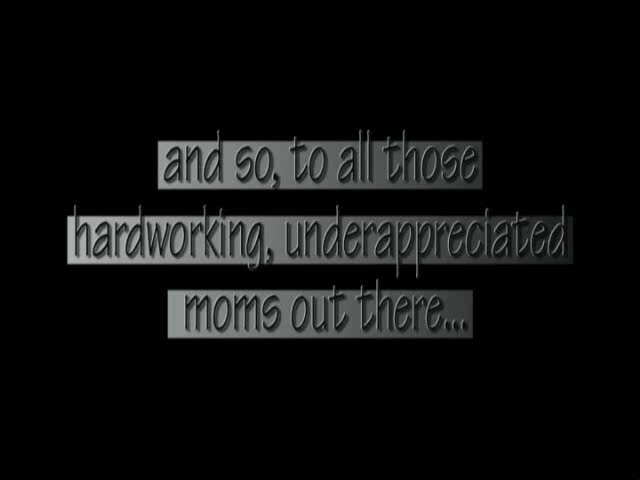 and so, to all those
hardworking, underappreciated
moms out there...